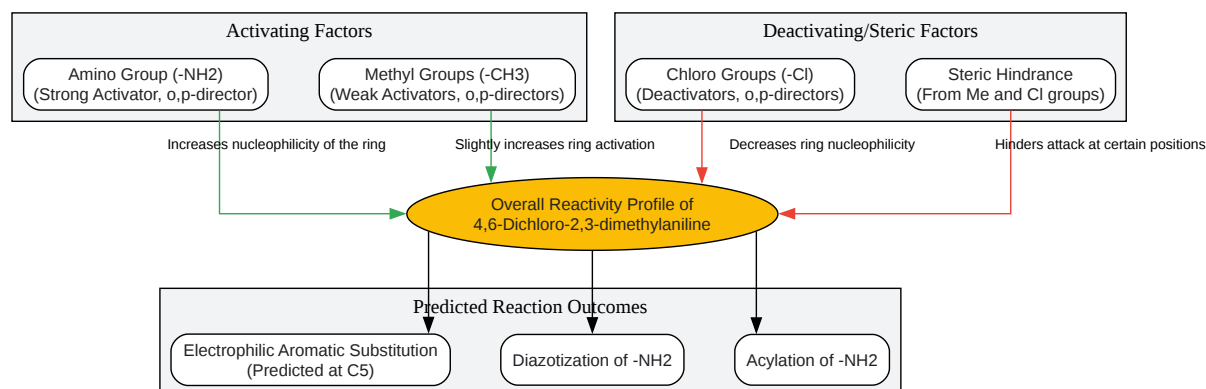 Activating Factors
Amino Group (-NH2)
(Strong Activator, o,p-director)
Methyl Groups (-CH3)
(Weak Activators, o,p-directors)
Deactivating/Steric Factors
Chloro Groups (-Cl)
(Deactivators, o,p-directors)
Steric Hindrance
(From Me and Cl groups)
Increases nucleophilicity of the ring
Slightly increases ring activation
Decreases ring nucleophilicity
Hinders attack at certain positions
Overall Reactivity Profile of
4,6-Dichloro-2,3-dimethylaniline
Predicted Reaction Outcomes
Electrophilic Aromatic Substitution
(Predicted at C5)
Diazotization of -NH2
Acylation of -NH2